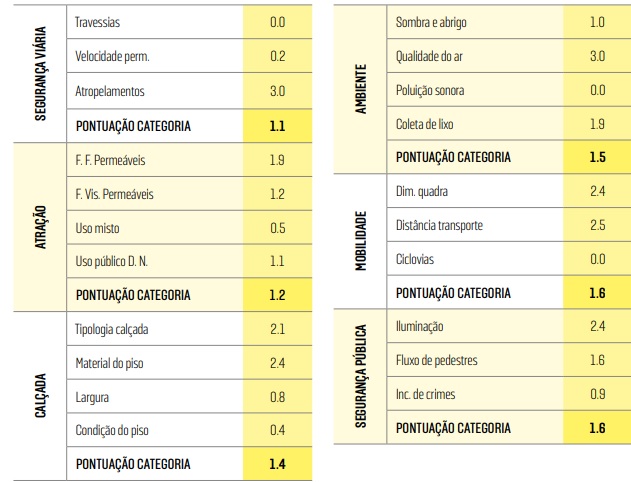 SEGURANÇA VIÁRIA
Travessias 0.0
Velocidade perm. 0.2
Atropelamentos 3.0
PONTUAÇÃO CATEGORIA 1.1
ATRAÇÃO
F. F. Permeáveis 1.9
F. Vis. Permeáveis 1.2
Uso misto 0.5
Uso público D. N. 1.1
PONTUAÇÃO CATEGORIA 1.2
CALÇADA
Tipologia calçada 2.1
Material do piso 2.4
Largura 0.8
Condição do piso 0.4
PONTUAÇÃO CATEGORIA 1.4
AMBIENTE
Sombra e abrigo 1.0
Qualidade do ar 3.0
Poluição sonora 0.0
Coleta de lixo 1.9
PONTUAÇÃO CATEGORIA 1.5
MOBILIDADE
Dim. quadra 2.4
Distância transporte 2.5
Ciclovias 0.0
PONTUAÇÃO CATEGORIA 1.6
SEGURANÇA PÚBLICA
Iluminação 2.4
Fluxo de pedestres 1.6
Inc. de crimes 0.9
PONTUAÇÃO CATEGORIA 1.6